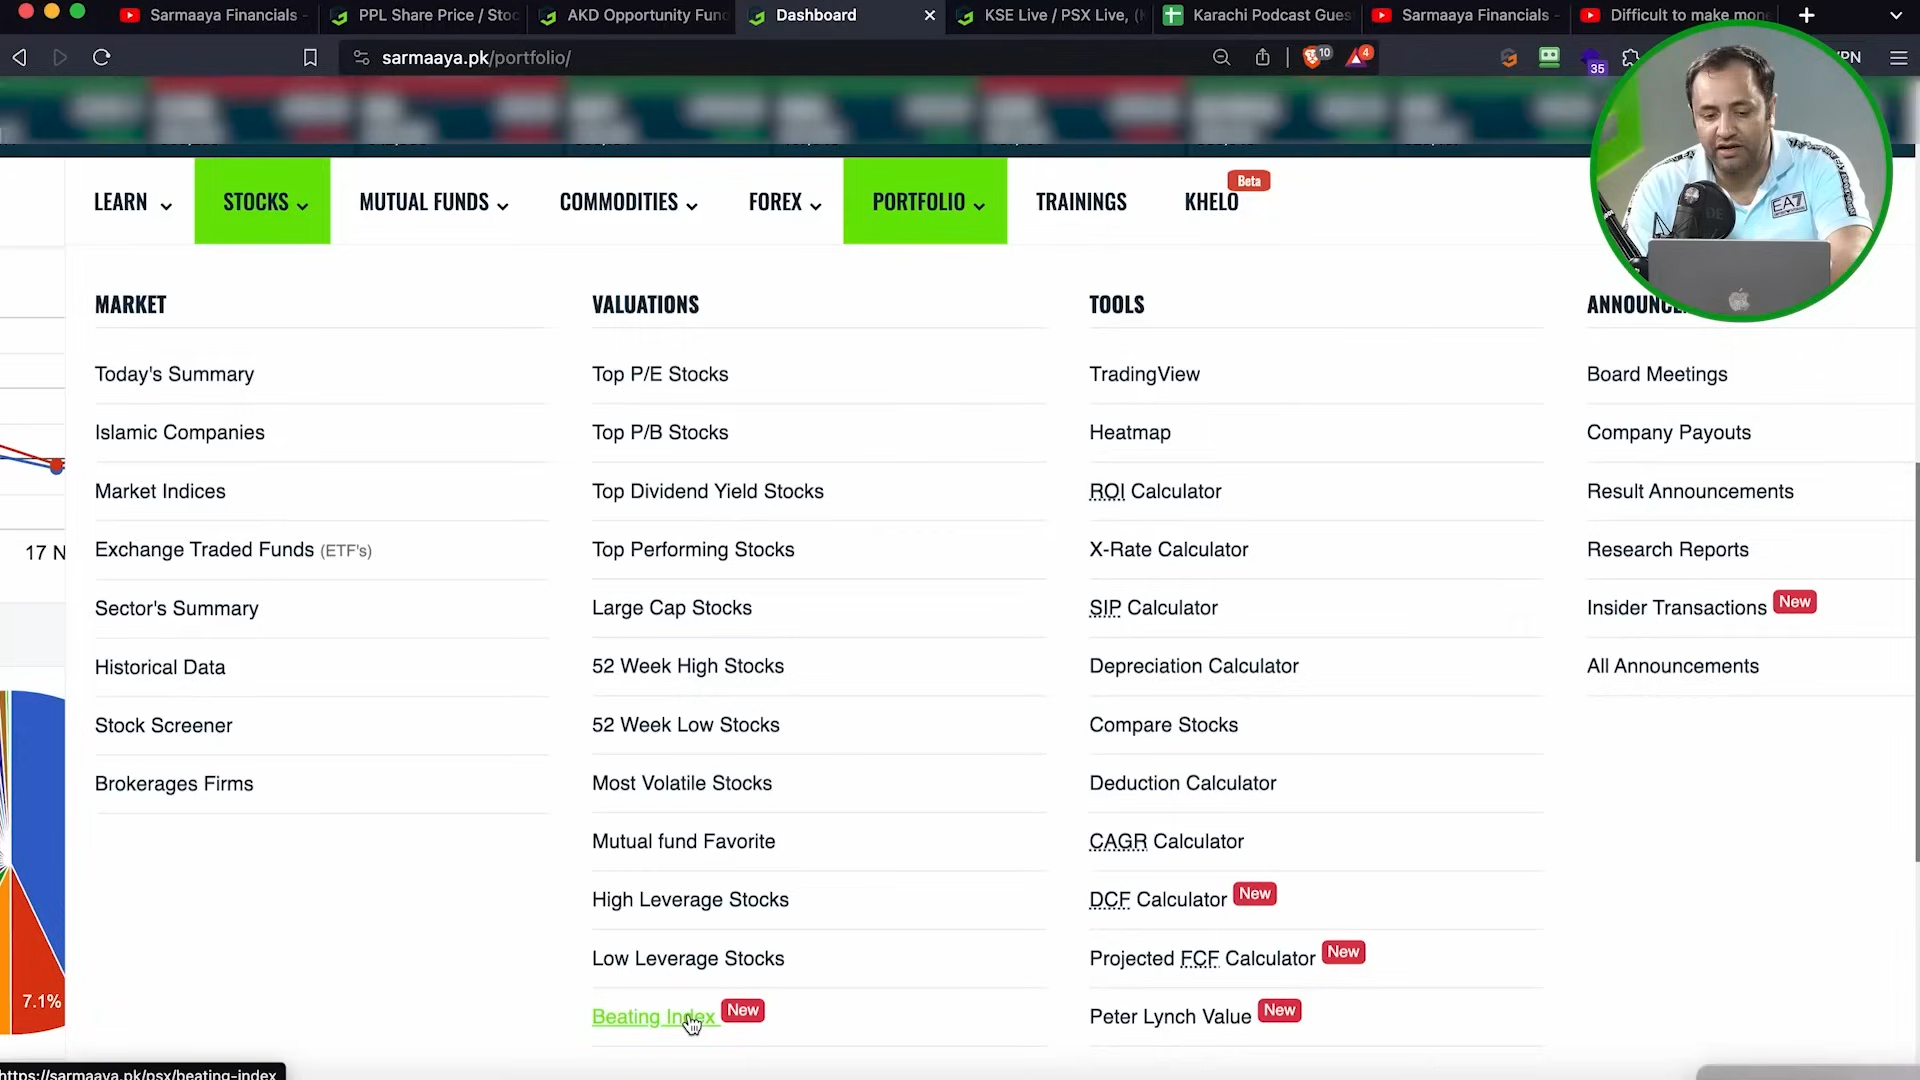 Sarmaaya Financials -
PPL Share Price / Stoc
AKD Opportunity Fun
Dashboard
KSE Live / PSX Live, (
Karachi Podcast Gues
Sarmaaya Financials -
Difficult to make mon
sarmaaya.pk/portfolio/
10
4
35
PN
LEARN
STOCKS
MUTUAL FUNDS
COMMODITIES
FOREX
PORTFOLIO
TRAININGS
KHELO
Beta
EA7
MARKET
Today's Summary
Islamic Companies
Market Indices
Exchange Traded Funds (ETF's)
Sector's Summary
Historical Data
Stock Screener
Brokerages Firms
VALUATIONS
Top P/E Stocks
Top P/B Stocks
Top Dividend Yield Stocks
Top Performing Stocks
Large Cap Stocks
52 Week High Stocks
52 Week Low Stocks
Most Volatile Stocks
Mutual fund Favorite
High Leverage Stocks
Low Leverage Stocks
Beating Index New
TOOLS
TradingView
Heatmap
ROI Calculator
X-Rate Calculator
SIP Calculator
Depreciation Calculator
Compare Stocks
Deduction Calculator
CAGR Calculator
DCF Calculator New
Projected FCF Calculator New
Peter Lynch Value New
ANNOUNC
Board Meetings
Company Payouts
Result Announcements
Research Reports
Insider Transactions New
All Announcements
17 N
7.1%
https://sarmaaya.pk/psx/beating-index